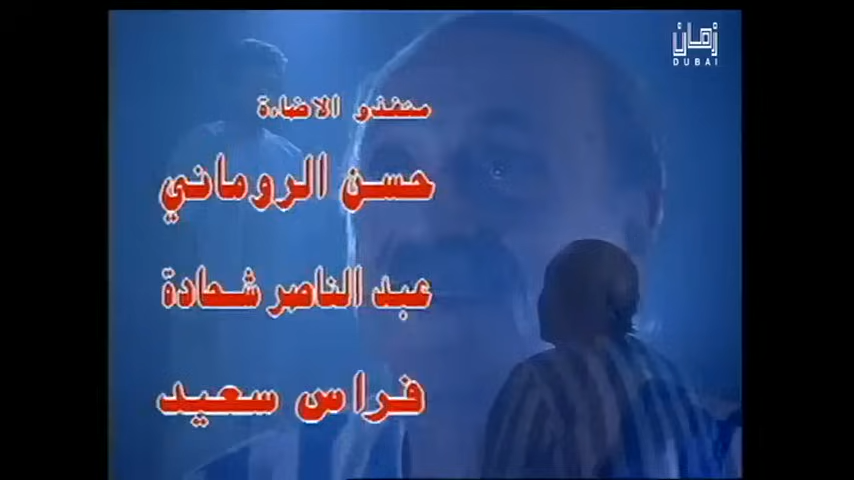 زمان
DUBAI
منفذو الاضاءة
حسن الروماني
عبد الناصر شحادة
فراس سعيد